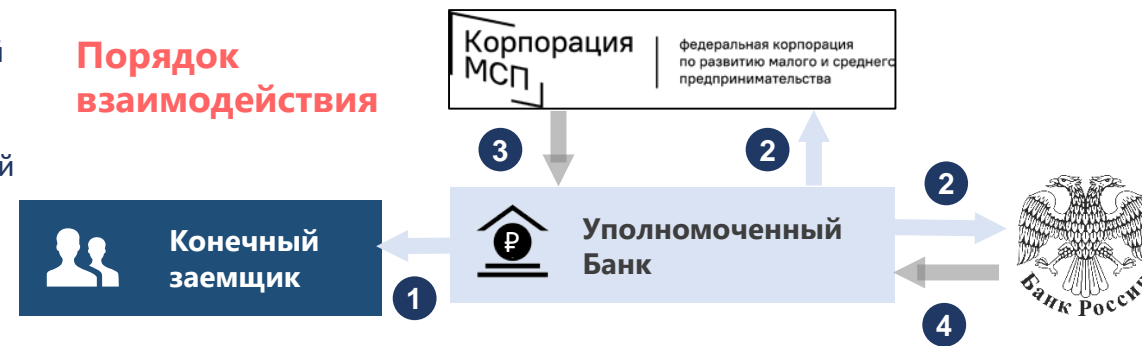 й
Порядок
взаимодействия
й
Корпорация
МСП
федеральная корпорация
по развитию малого и среднего
предпринимательства
3
2
2
Конечный
заемщик
1
₽
Уполномоченный
Банк
4
Банк России